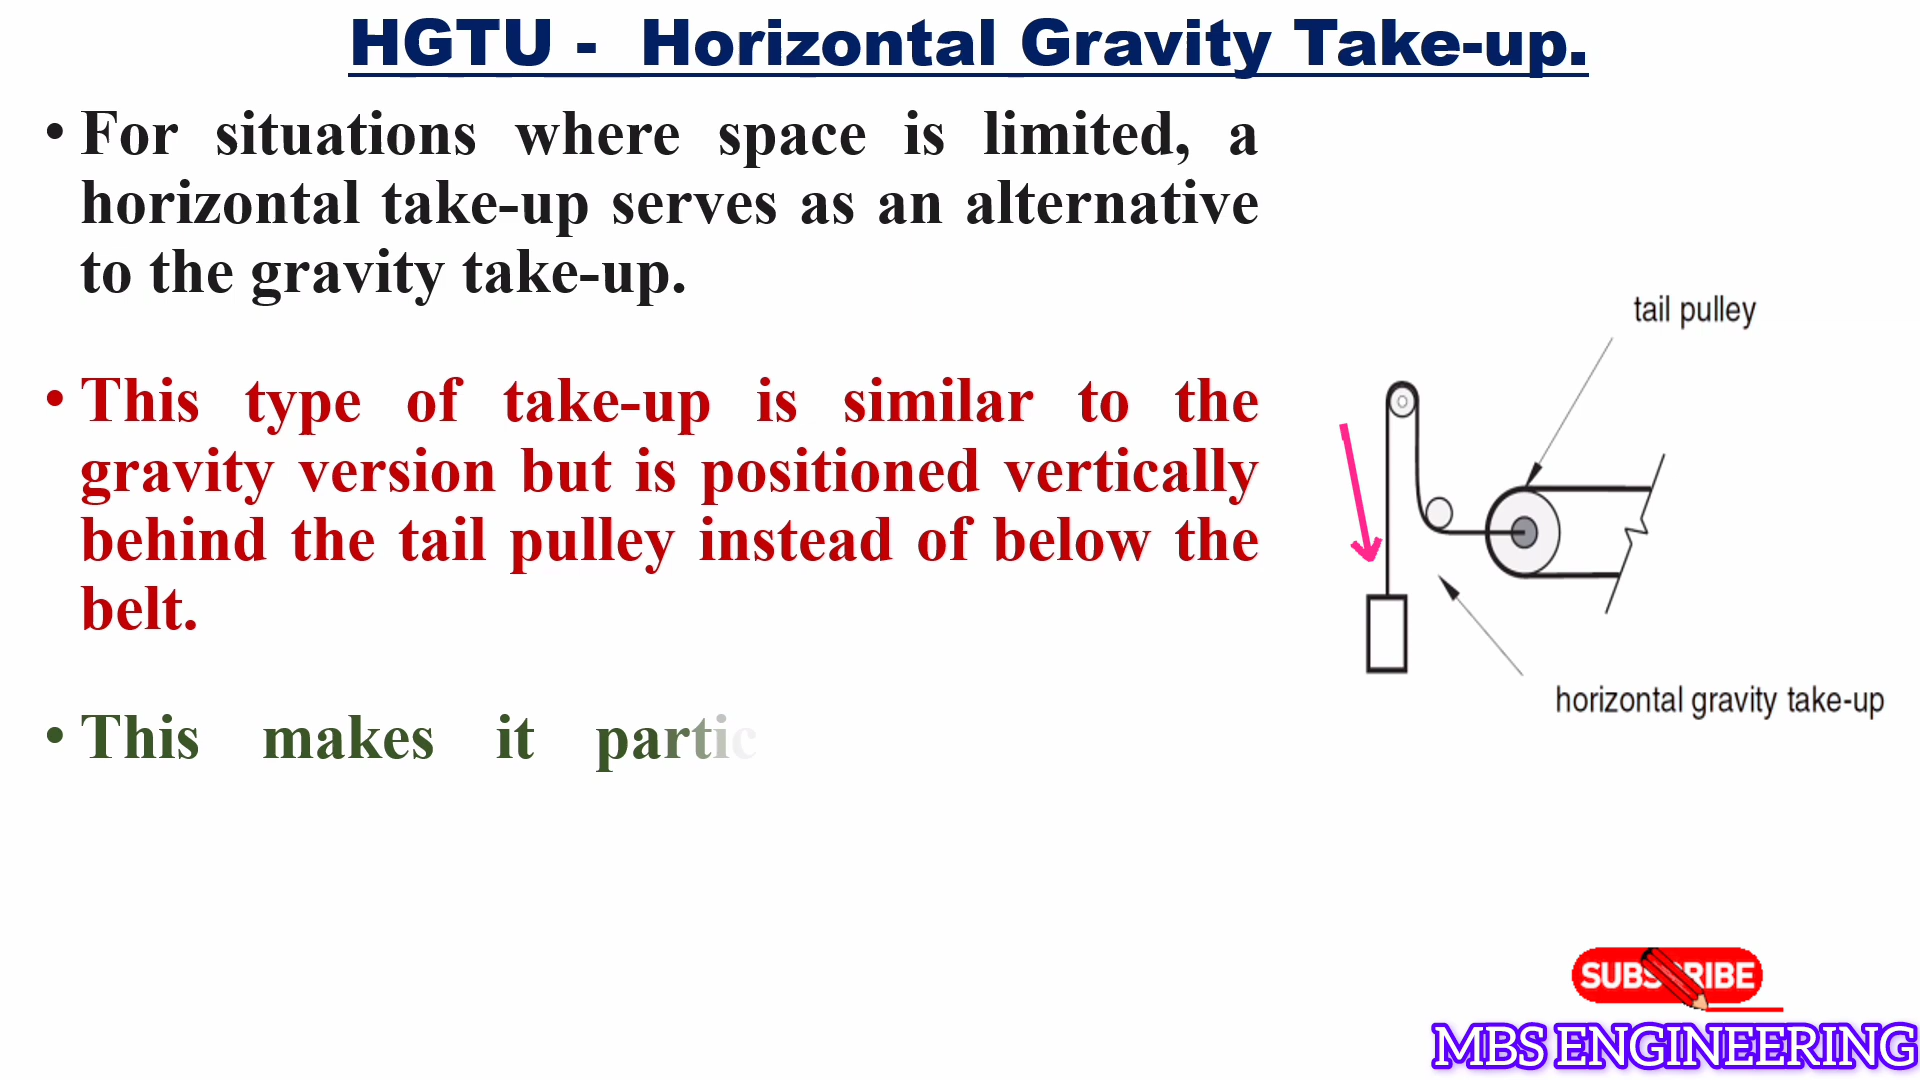 HGTU - Horizontal Gravity Take-up.
• For situations where space is limited, a
horizontal take-up serves as an alternative
to the gravity take-up.
• This type of take-up is similar to the
gravity version but is positioned vertically
behind the tail pulley instead of below the
belt.
• This makes it partic
tail pulley
horizontal gravity take-up
SUBSCRIBE
MBS ENGINEERING